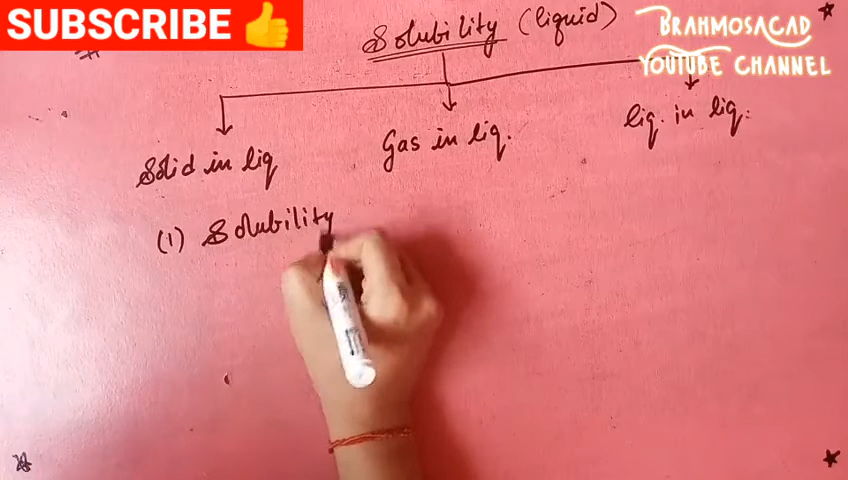 SUBSCRIBE
Solubility (liquid)
BRAHMOSACAD
YOUTUBE CHANNEL
Solid in liq
Gas in liq.
liq. in liq.
(1) Solubility